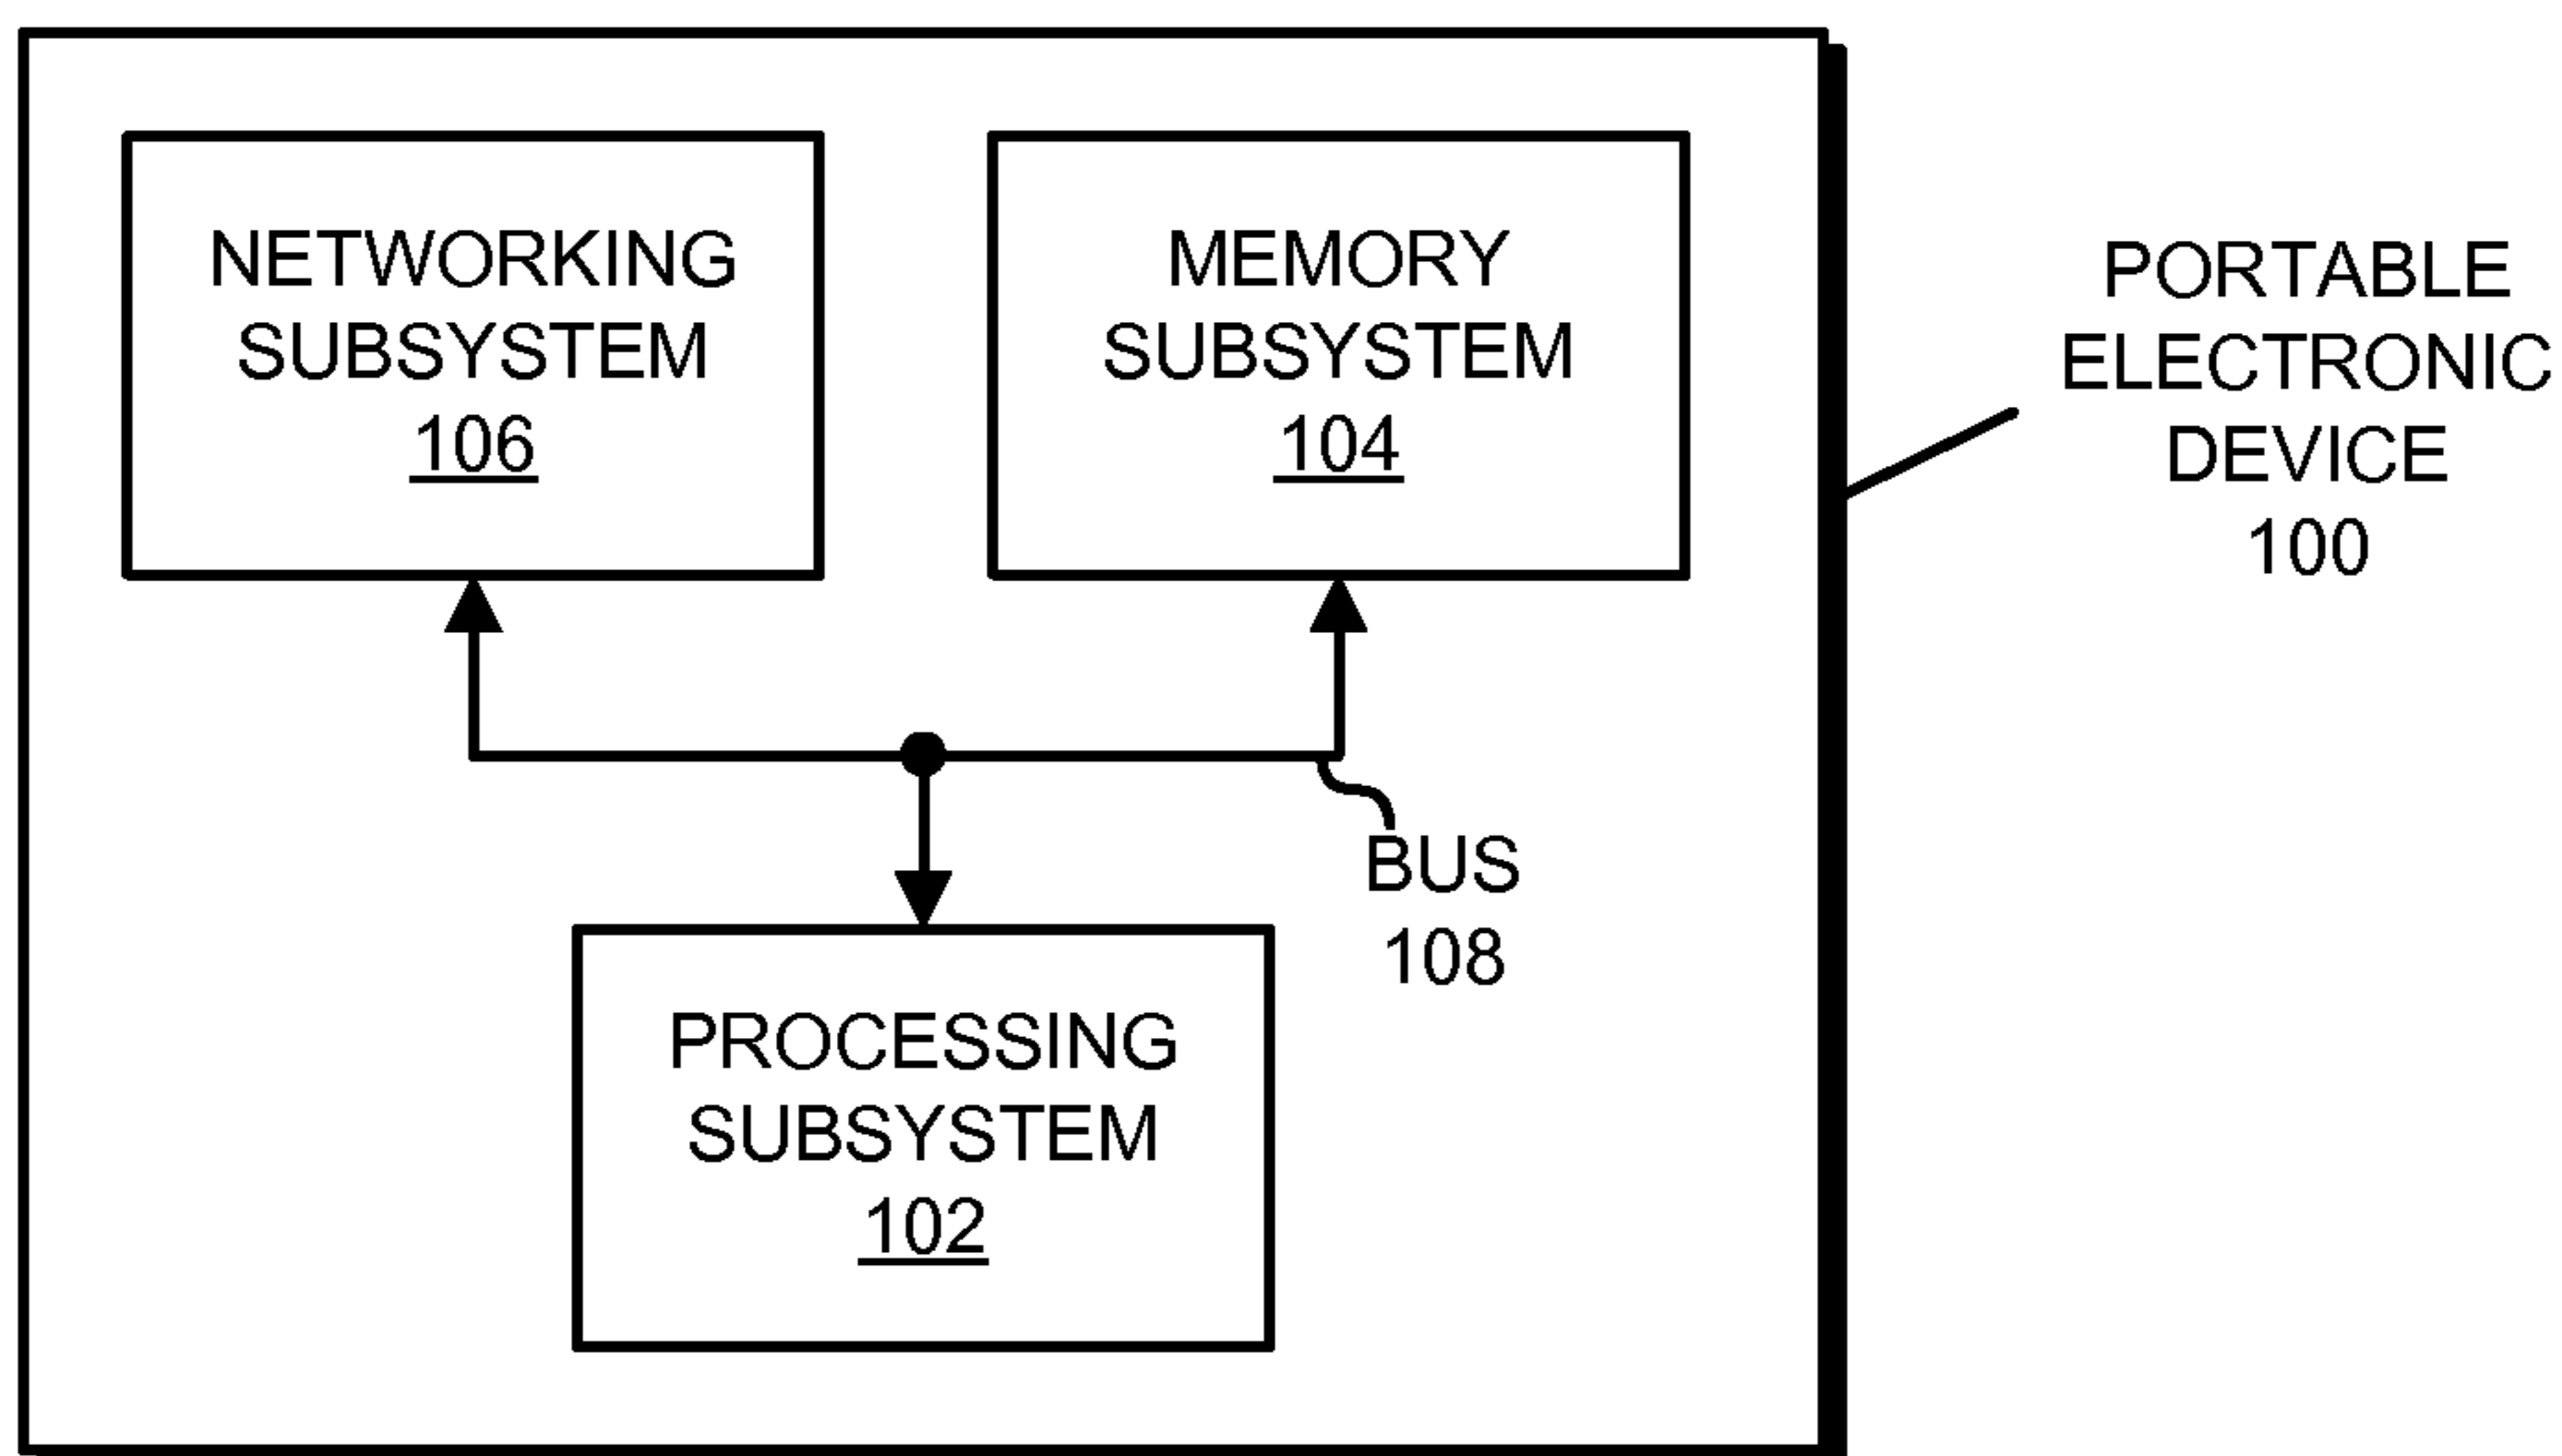 NETWORKING
SUBSYSTEM
106
MEMORY
SUBSYSTEM
104
PORTABLE
ELECTRONIC
DEVICE
100
BUS
108
PROCESSING
SUBSYSTEM
102